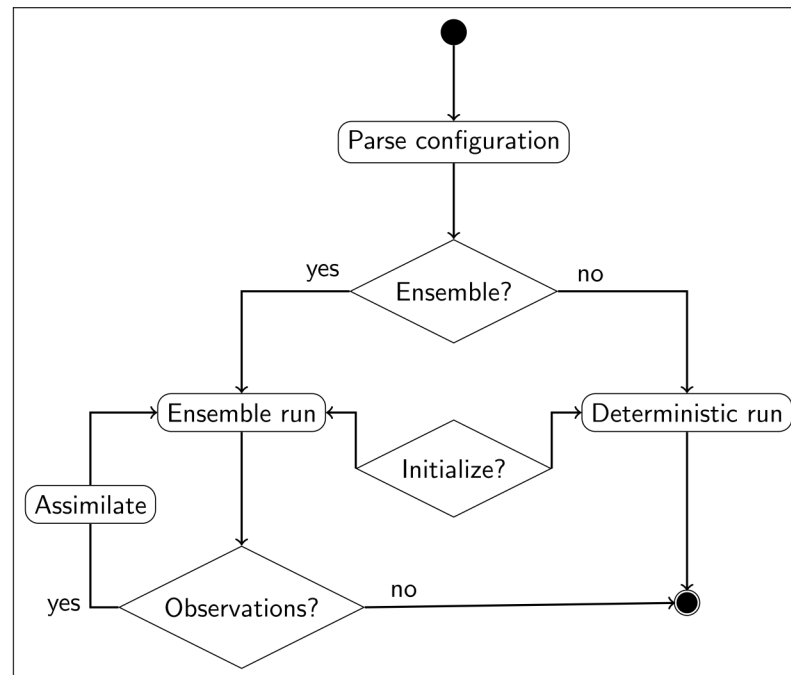 Parse configuration
yes
Ensemble?
no
Ensemble run
Initialize?
Deterministic run
Assimilate
yes
Observations?
no